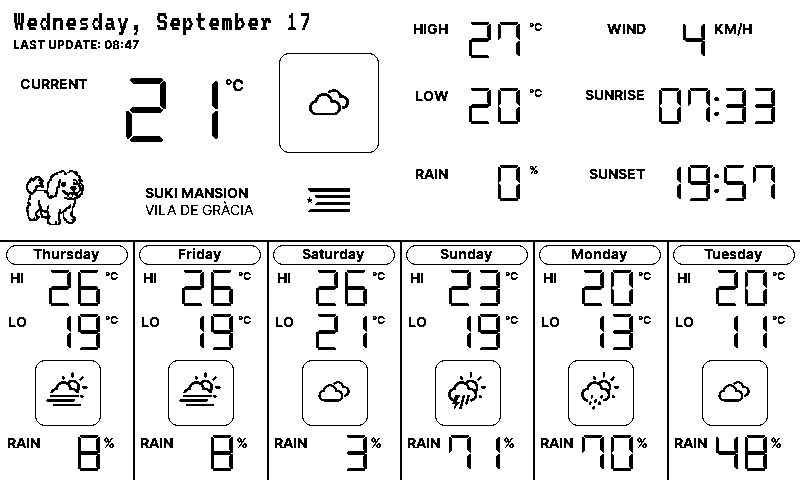 Wednesday, September 17
LAST UPDATE: 08:47
CURRENT 21 °C
SUKI MANSION
VILA DE GRÀCIA
HIGH 27 °C
LOW 20 °C
RAIN 0 %
WIND 4 KM/H
SUNRISE 07:33
SUNSET 19:57
Thursday
HI 26 °C
LO 19 °C
RAIN 8 %
Friday
HI 26 °C
LO 19 °C
RAIN 8 %
Saturday
HI 26 °C
LO 21 °C
RAIN 3 %
Sunday
HI 23 °C
LO 19 °C
RAIN 71 %
Monday
HI 20 °C
LO 13 °C
RAIN 70 %
Tuesday
HI 20 °C
LO 11 °C
RAIN 48 %